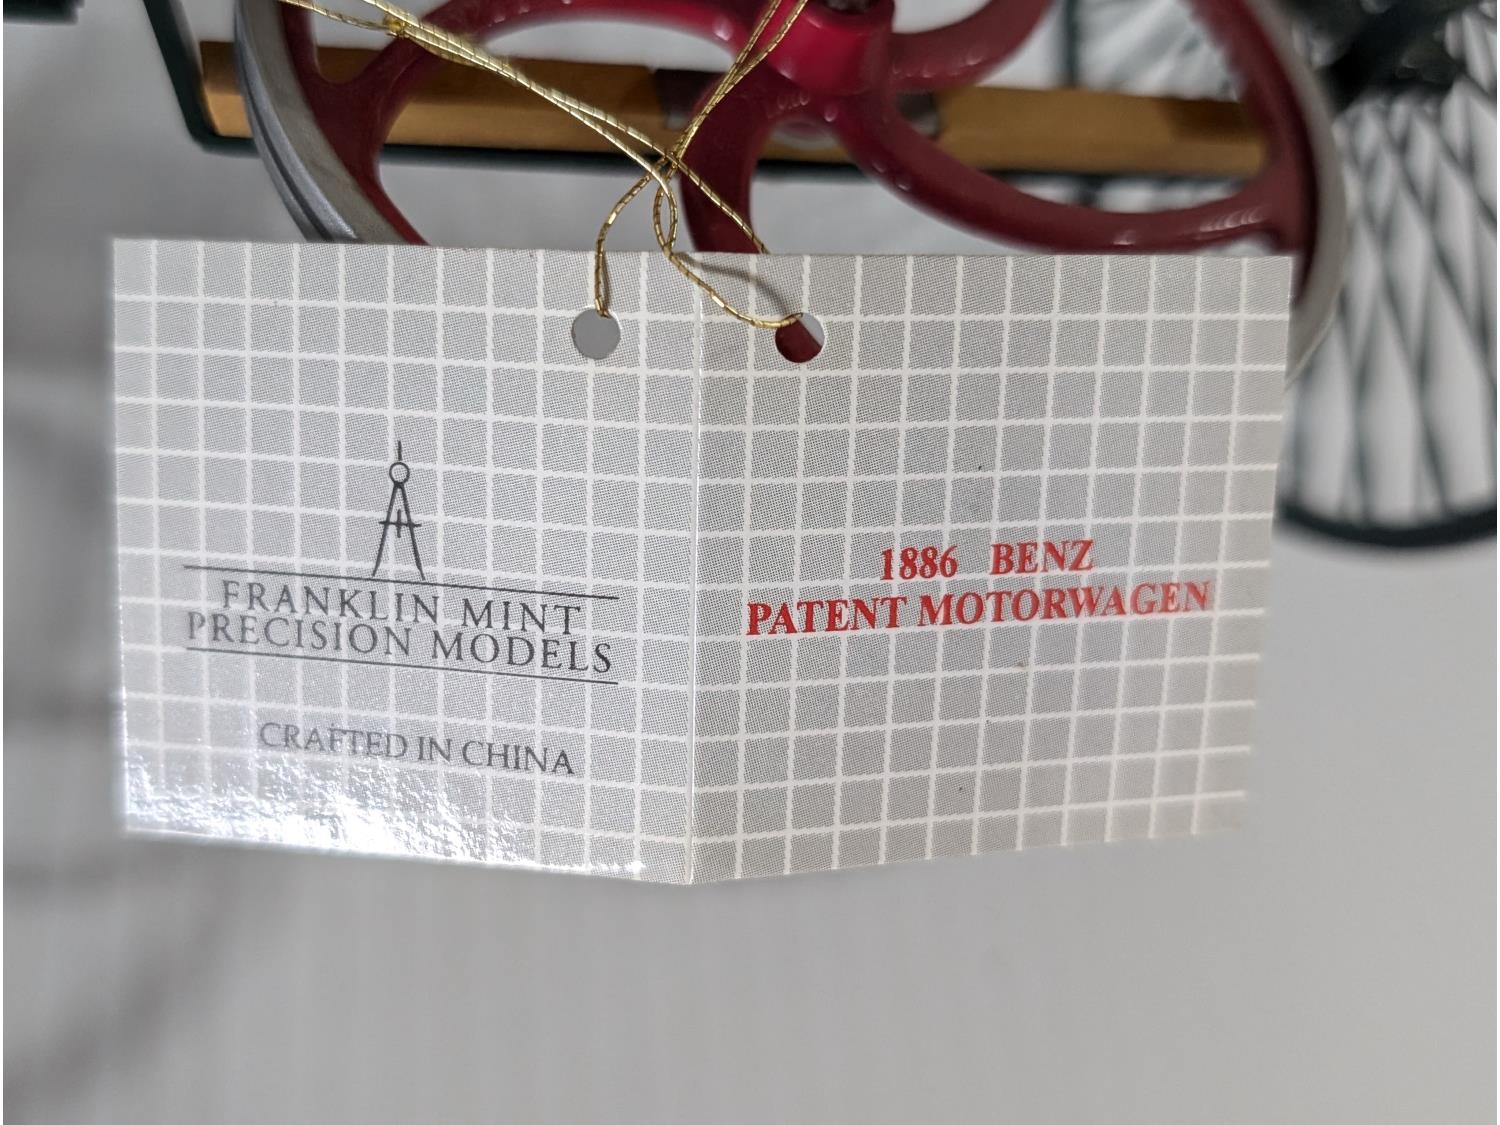 FRANKLIN MINT
PRECISION MODELS
CRAFTED IN CHINA
1886 BENZ
PATENT MOTORWAGEN